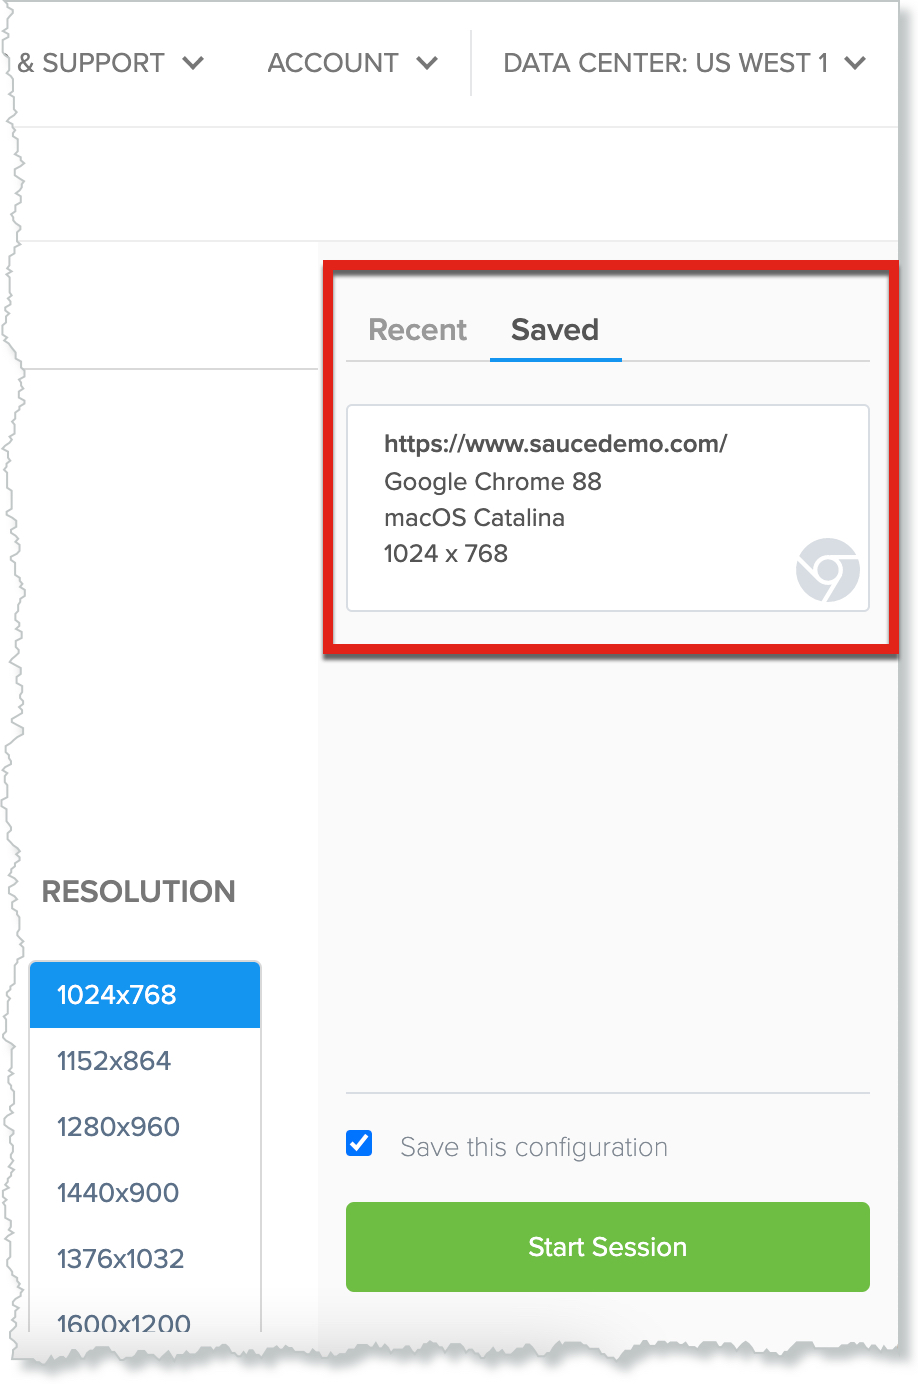 & SUPPORT
ACCOUNT
DATA CENTER: US WEST 1
Recent
Saved
https://www.saucedemo.com/
Google Chrome 88
macOS Catalina
1024 x 768
RESOLUTION
1024x768
1152x864
1280x960
1440x900
1376x1032
1600x1200
Save this configuration
Start Session